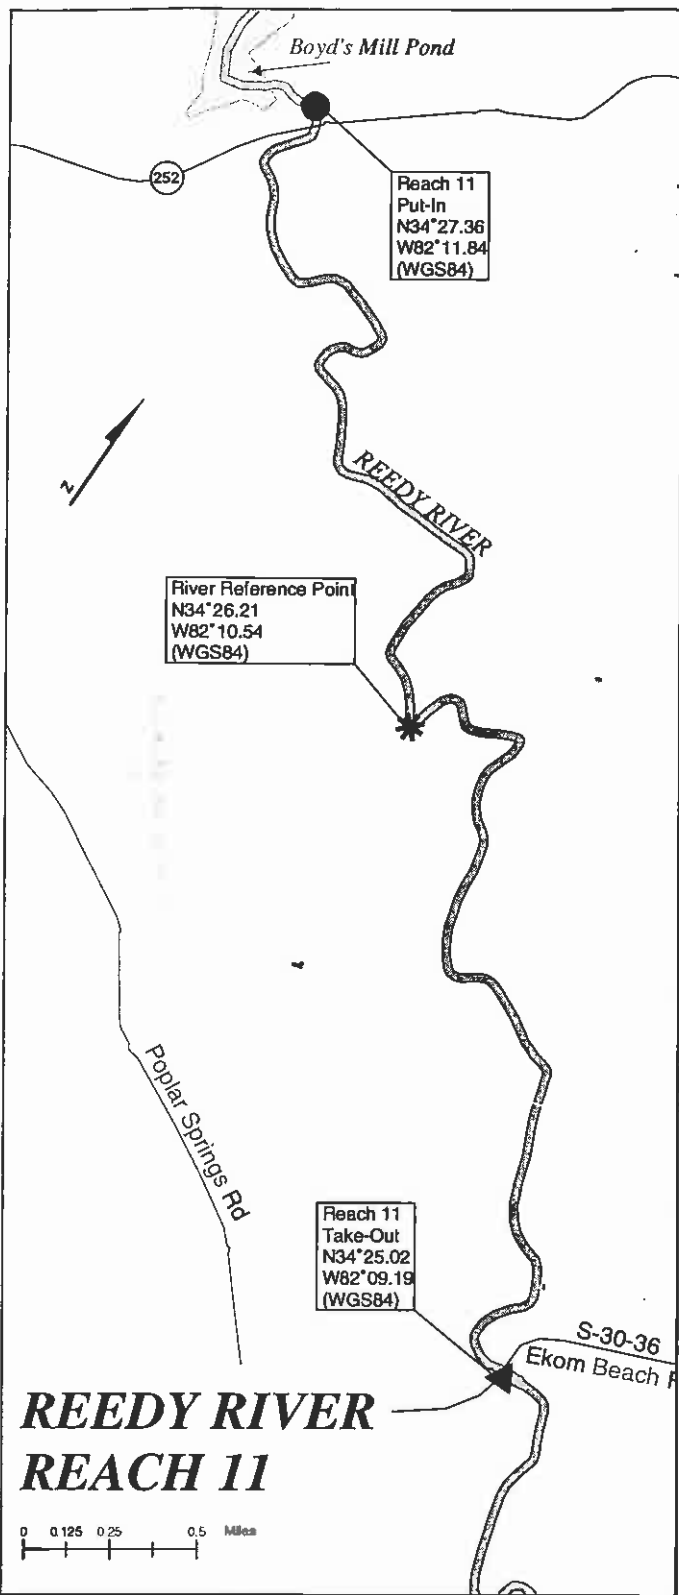 Boyd's Mill Pond
252
Reach 11
Put-In
N34°27.36
W82°11.84
(WGS84)
N
REEDY RIVER
River Reference Point
N34°26.21
W82°10.54
(WGS84)
Poplar Springs Rd
Reach 11
Take-Out
N34°25.02
W82°09.19
(WGS84)
S-30-36
Ekom Beach
REEDY RIVER
REACH 11
0 0.125 0.25 0.5 Miles